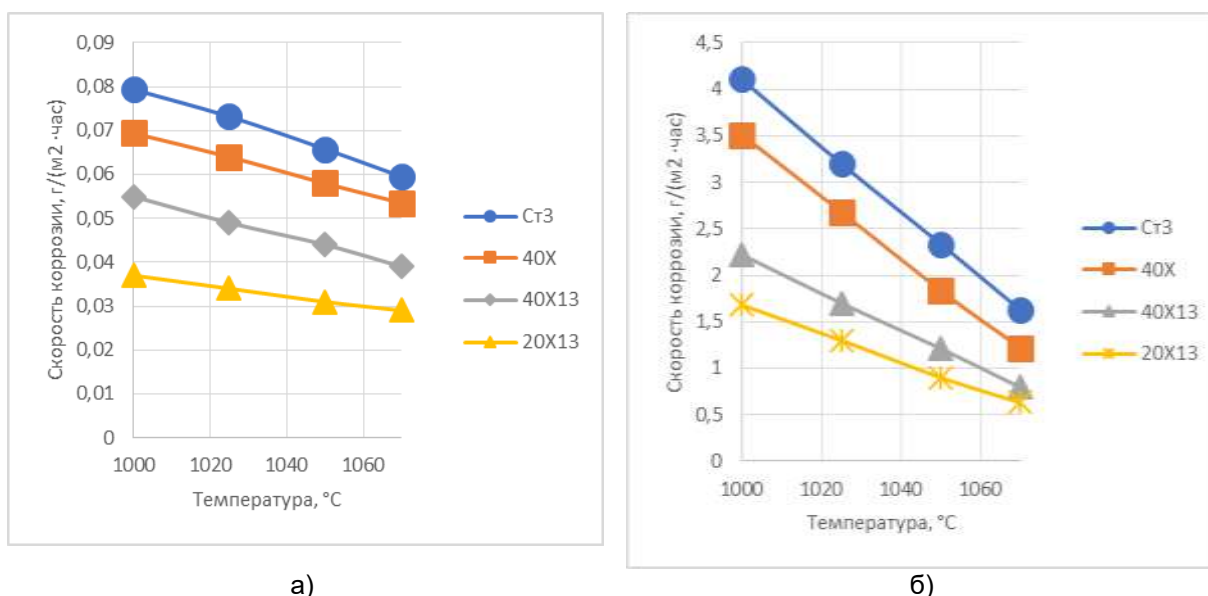 0,09
0,08
0,07
0,06
0,05
0,04
0,03
0,02
0,01
0
Скорость коррозии, г/(м2 ·час)
1000 1020 1040 1060
Температура, °C
Ст3
40Х
40Х13
20Х13
а)
4,5
4
3,5
3
2,5
2
1,5
1
0,5
0
Скорость коррозии, г/(м2 ·час)
1000 1020 1040 1060
Температура, °C
Ст3
40Х
40Х13
20Х13
б)